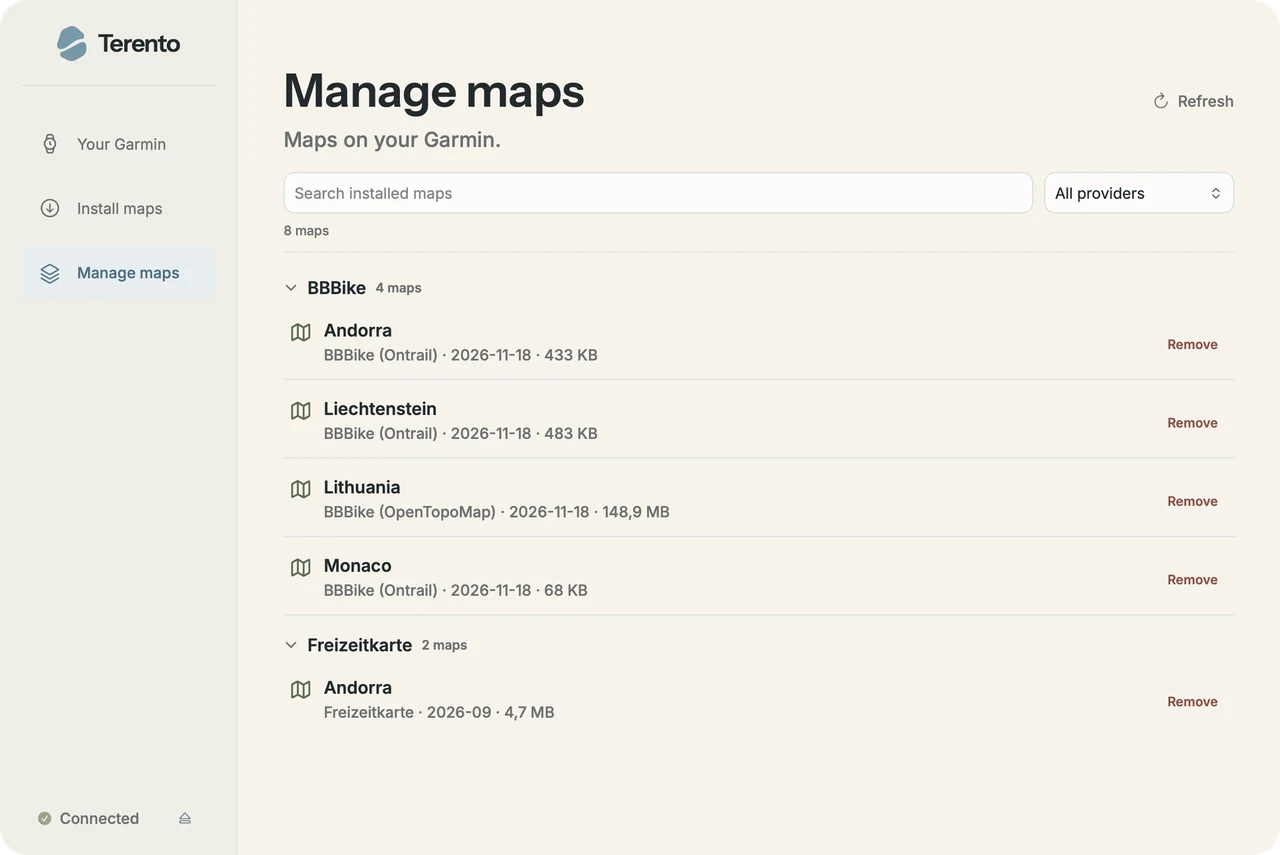 Terento
Your Garmin
Install maps
Manage maps
Connected
Manage maps
Refresh
Maps on your Garmin.
Search installed maps
All providers
8 maps
BBBike 4 maps
Andorra
BBBike (Ontrail) · 2026-11-18 · 433 KB
Remove
Liechtenstein
BBBike (Ontrail) · 2026-11-18 · 483 KB
Remove
Lithuania
BBBike (OpenTopoMap) · 2026-11-18 · 148,9 MB
Remove
Monaco
BBBike (Ontrail) · 2026-11-18 · 68 KB
Remove
Freizeitkarte 2 maps
Andorra
Freizeitkarte · 2026-09 · 4,7 MB
Remove